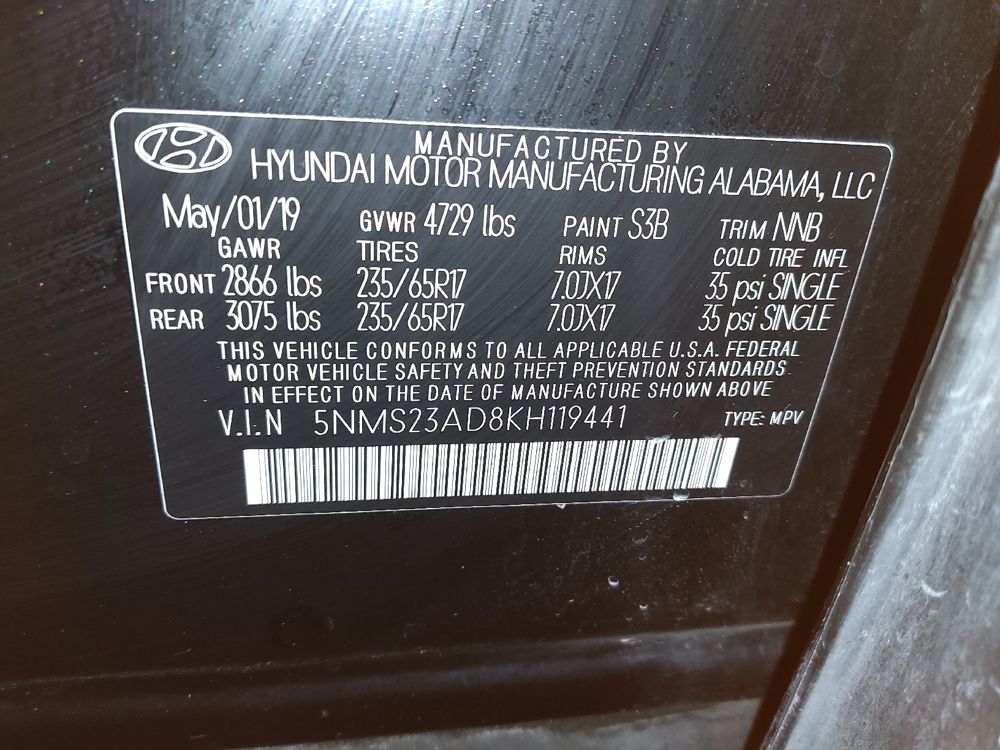 MANUFACTURED BY
HYUNDAI MOTOR MANUFACTURING ALABAMA, LLC
May/01/19 GVWR 4729 lbs PAINT S3B TRIM NNB
GAWR TIRES RIMS COLD TIRE INFL
FRONT 2866 lbs 235/65R17 7.0JX17 35 psi SINGLE
REAR 3075 lbs 235/65R17 7.0JX17 35 psi SINGLE
THIS VEHICLE CONFORMS TO ALL APPLICABLE U.S.A. FEDERAL
MOTOR VEHICLE SAFETY AND THEFT PREVENTION STANDARDS
IN EFFECT ON THE DATE OF MANUFACTURE SHOWN ABOVE
V.I.N 5NMS23AD8KH119441 TYPE: MPV